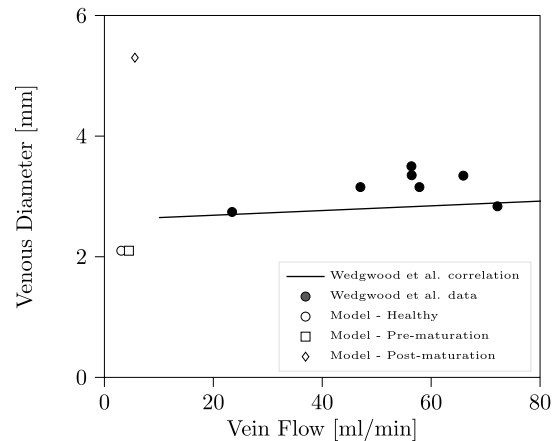 6
4
2
0
Venous Diameter [mm]
Wedgwood et al. correlation
Wedgwood et al. data
Model - Healthy
Model - Pre-maturation
Model - Post-maturation
0 20 40 60 80
Vein Flow [ml/min]